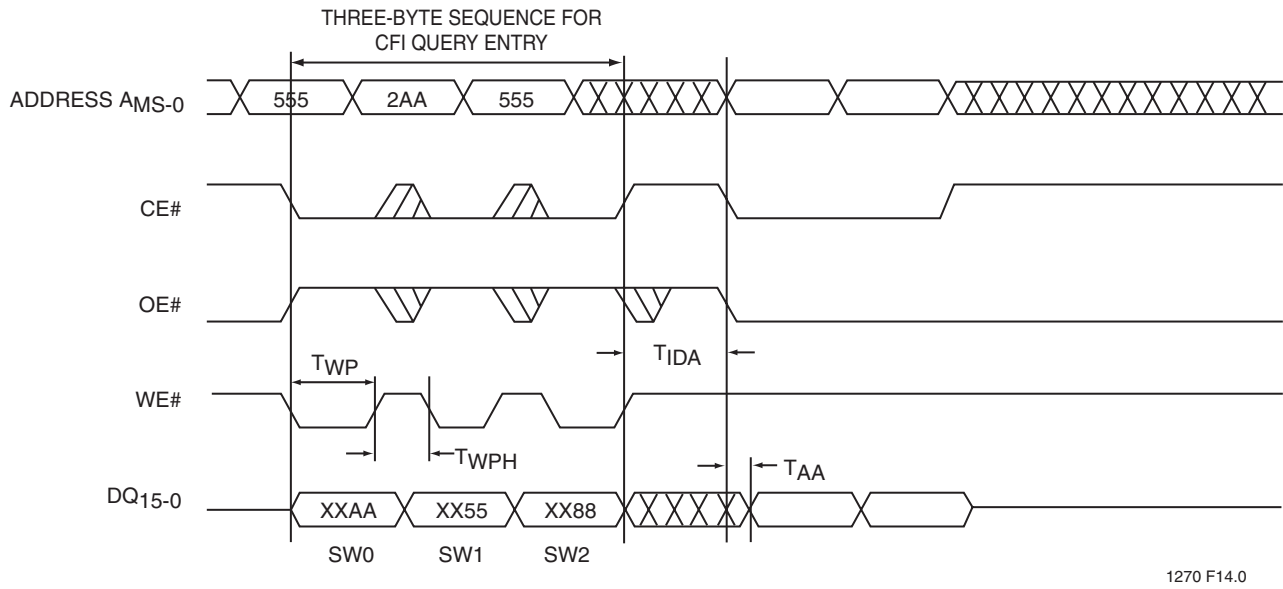 THREE-BYTE SEQUENCE FOR
CFI QUERY ENTRY
ADDRESS AMS-0
555
2AA
555
CE#
OE#
TWP
TIDA
WE#
TWPH
TAA
DQ15-0
XXAA
XX55
XX88
SW0
SW1
SW2
1270 F14.0